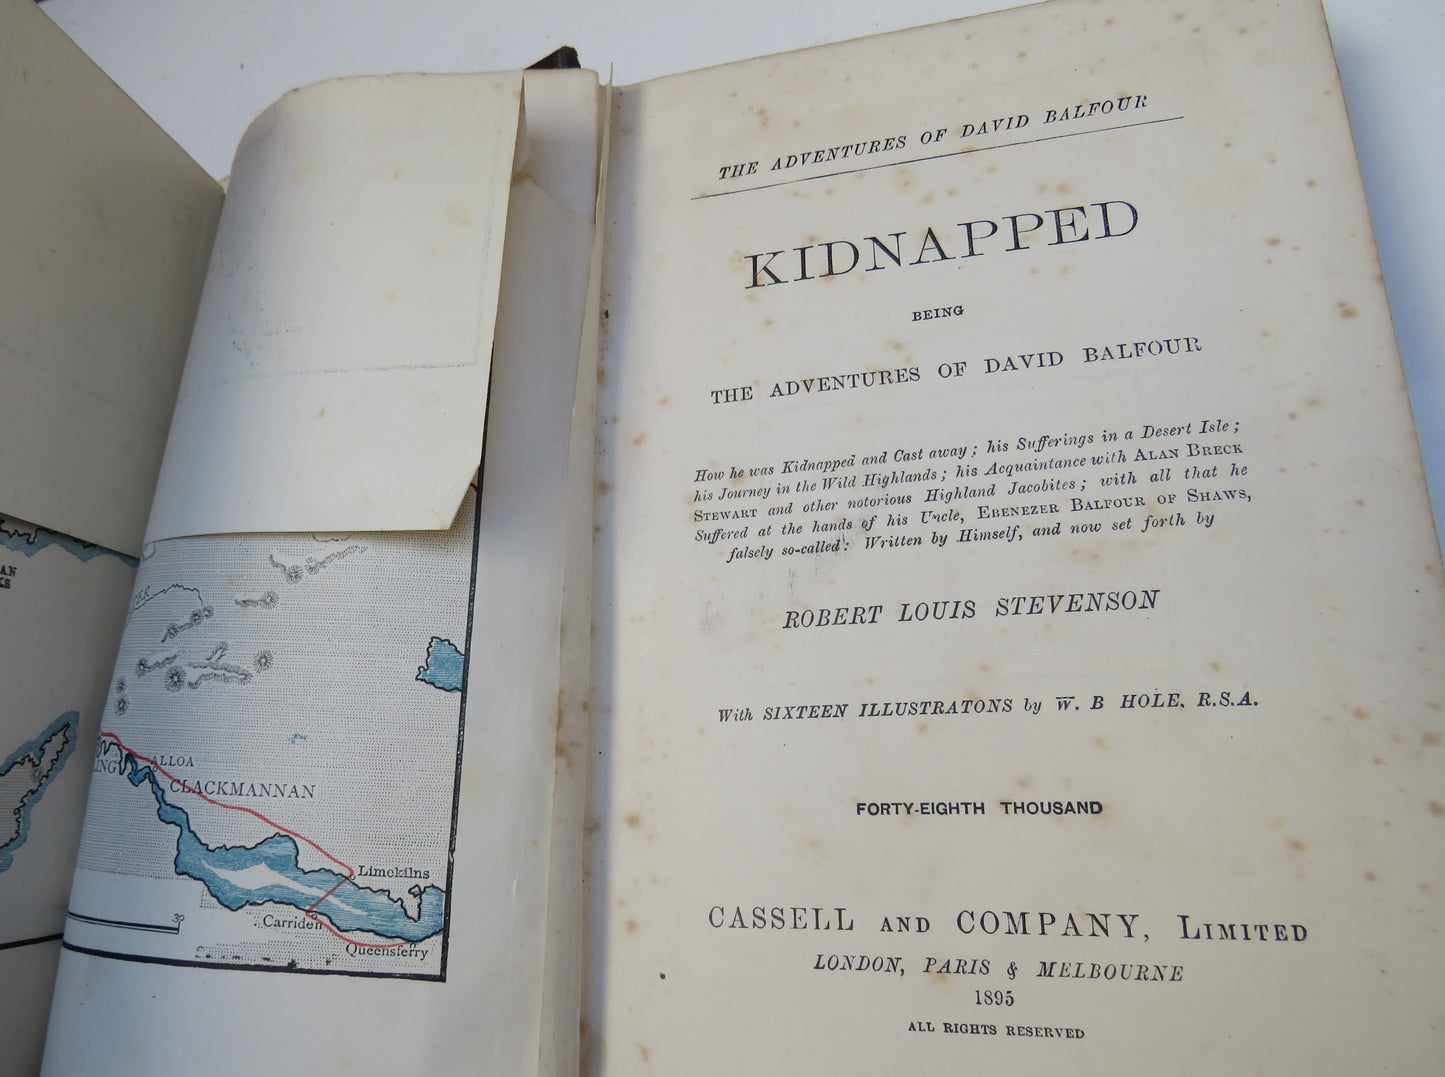 THE ADVENTURES OF DAVID BALFOUR
KIDNAPPED
BEING
THE ADVENTURES OF DAVID BALFOUR
How he was Kidnapped and Cast away; his Sufferings in a Desert Isle;
his Journey in the Wild Highlands; his Acquaintance with ALAN BRECK
STEWART and other notorious Highland Jacobites; with all that he
Suffered at the hands of his Uncle, EBENEZER BALFOUR OF SHAWS,
falsely so-called: Written by Himself, and now set forth by
ROBERT LOUIS STEVENSON
With SIXTEEN ILLUSTRATONS by W. B HOLE, R.S.A.
FORTY-EIGHTH THOUSAND
CASSELL AND COMPANY, LIMITED
LONDON, PARIS & MELBOURNE
1895
ALL RIGHTS RESERVED
ALLOA
CLACKMANNAN
Limekilns
Carriden
Queensferry
30